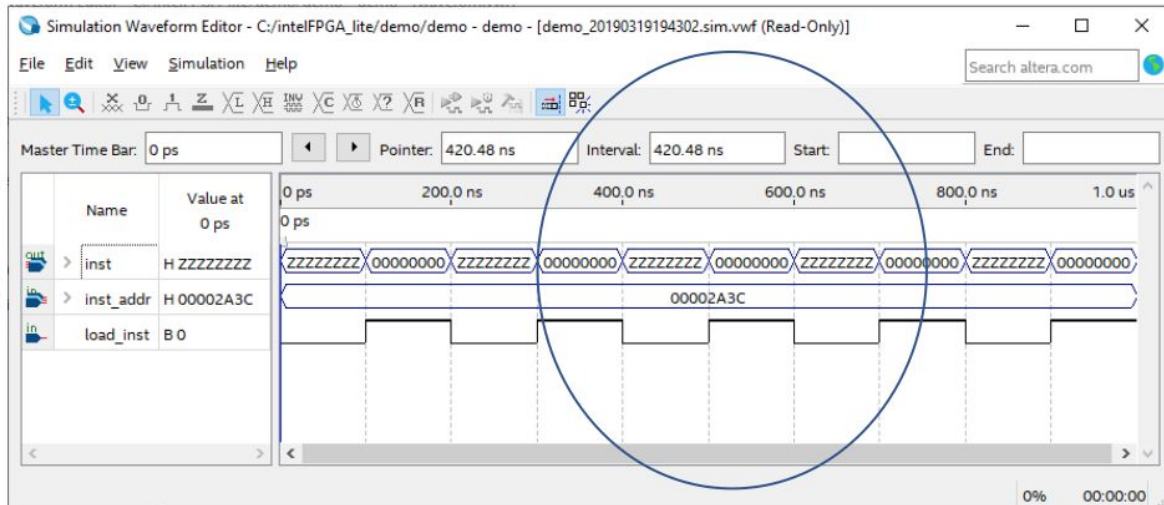 Simulation Waveform Editor - C:/intelFPGA_lite/demo/demo - demo - [demo_20190319194302.sim.vwf (Read-Only)]
File Edit View Simulation Help
Search altera.com
Master Time Bar: 0 ps Pointer: 420.48 ns Interval: 420.48 ns Start: End:
Name Value at 0 ps
0 ps 200.0 ns 400.0 ns 600.0 ns 800.0 ns 1.0 us
0 ps
out inst H ZZZZZZZZ ZZZZZZZZ 00000000 ZZZZZZZZ 00000000 ZZZZZZZZ 00000000 ZZZZZZZZ 00000000 ZZZZZZZZ 00000000
in inst_addr H 00002A3C 00002A3C
in load_inst B 0
0% 00:00:00